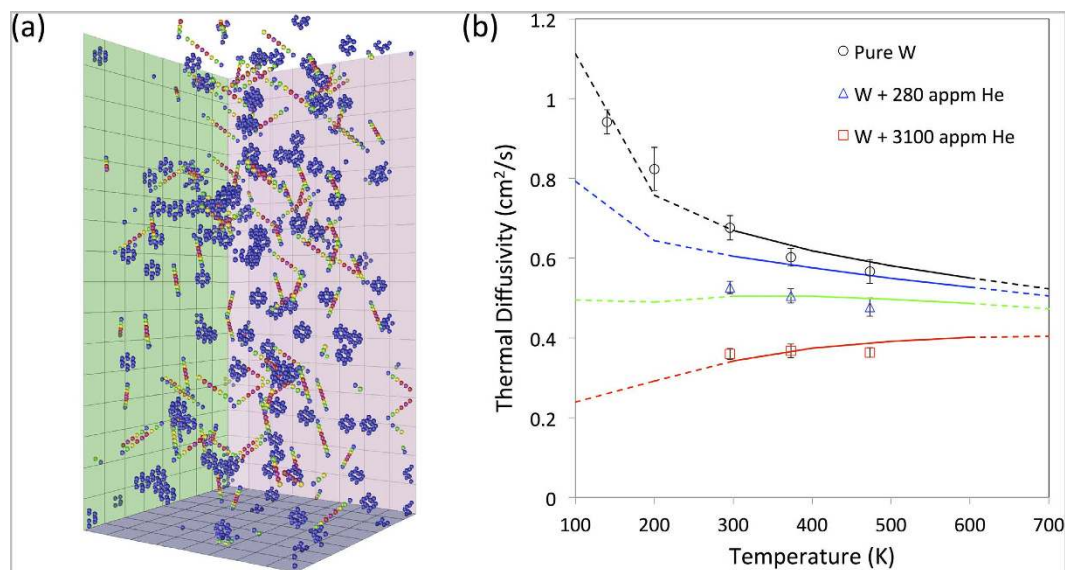 (a)
(b)
1.2
1
0.8
0.6
0.4
0.2
0
Thermal Diffusivity (cm²/s)
Pure W
W + 280 appm He
W + 3100 appm He
100 200 300 400 500 600 700
Temperature (K)